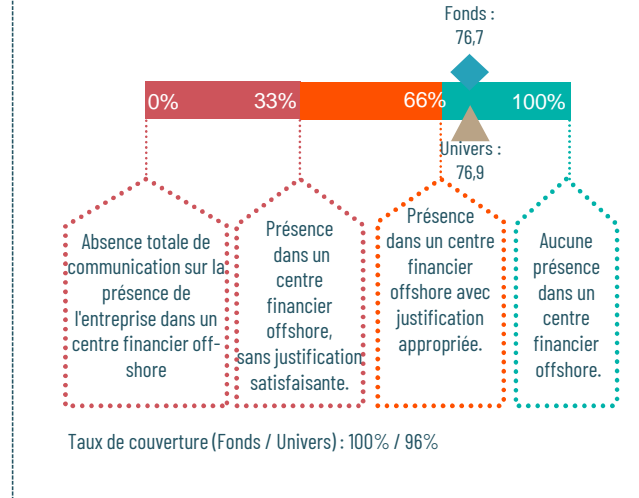 Fonds :
76,7
0%
33%
66%
100%
Univers :
76,9
Absence totale de
communication sur la
présence de
l'entreprise dans un
centre financier off-
shore
Présence
dans un
centre
financier
offshore,
sans justification
satisfaisante.
Présence
dans un centre
financier
offshore avec
justification
appropriée.
Aucune
présence
dans un
centre
financier
offshore.
Taux de couverture (Fonds / Univers) : 100% / 96%